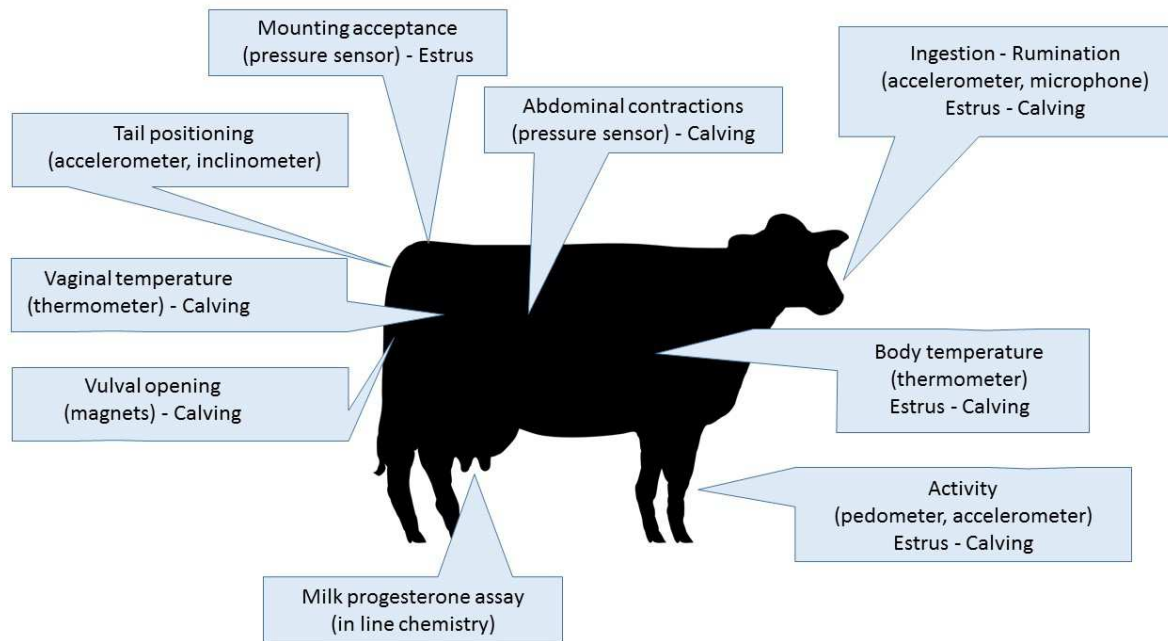 Mounting acceptance
(pressure sensor) - Estrus
Ingestion - Rumination
(accelerometer, microphone)
Estrus - Calving
Abdominal contractions
(pressure sensor) - Calving
Tail positioning
(accelerometer, inclinometer)
Vaginal temperature
(thermometer) - Calving
Body temperature
(thermometer)
Estrus - Calving
Vulval opening
(magnets) - Calving
Activity
(pedometer, accelerometer)
Estrus - Calving
Milk progesterone assay
(in line chemistry)